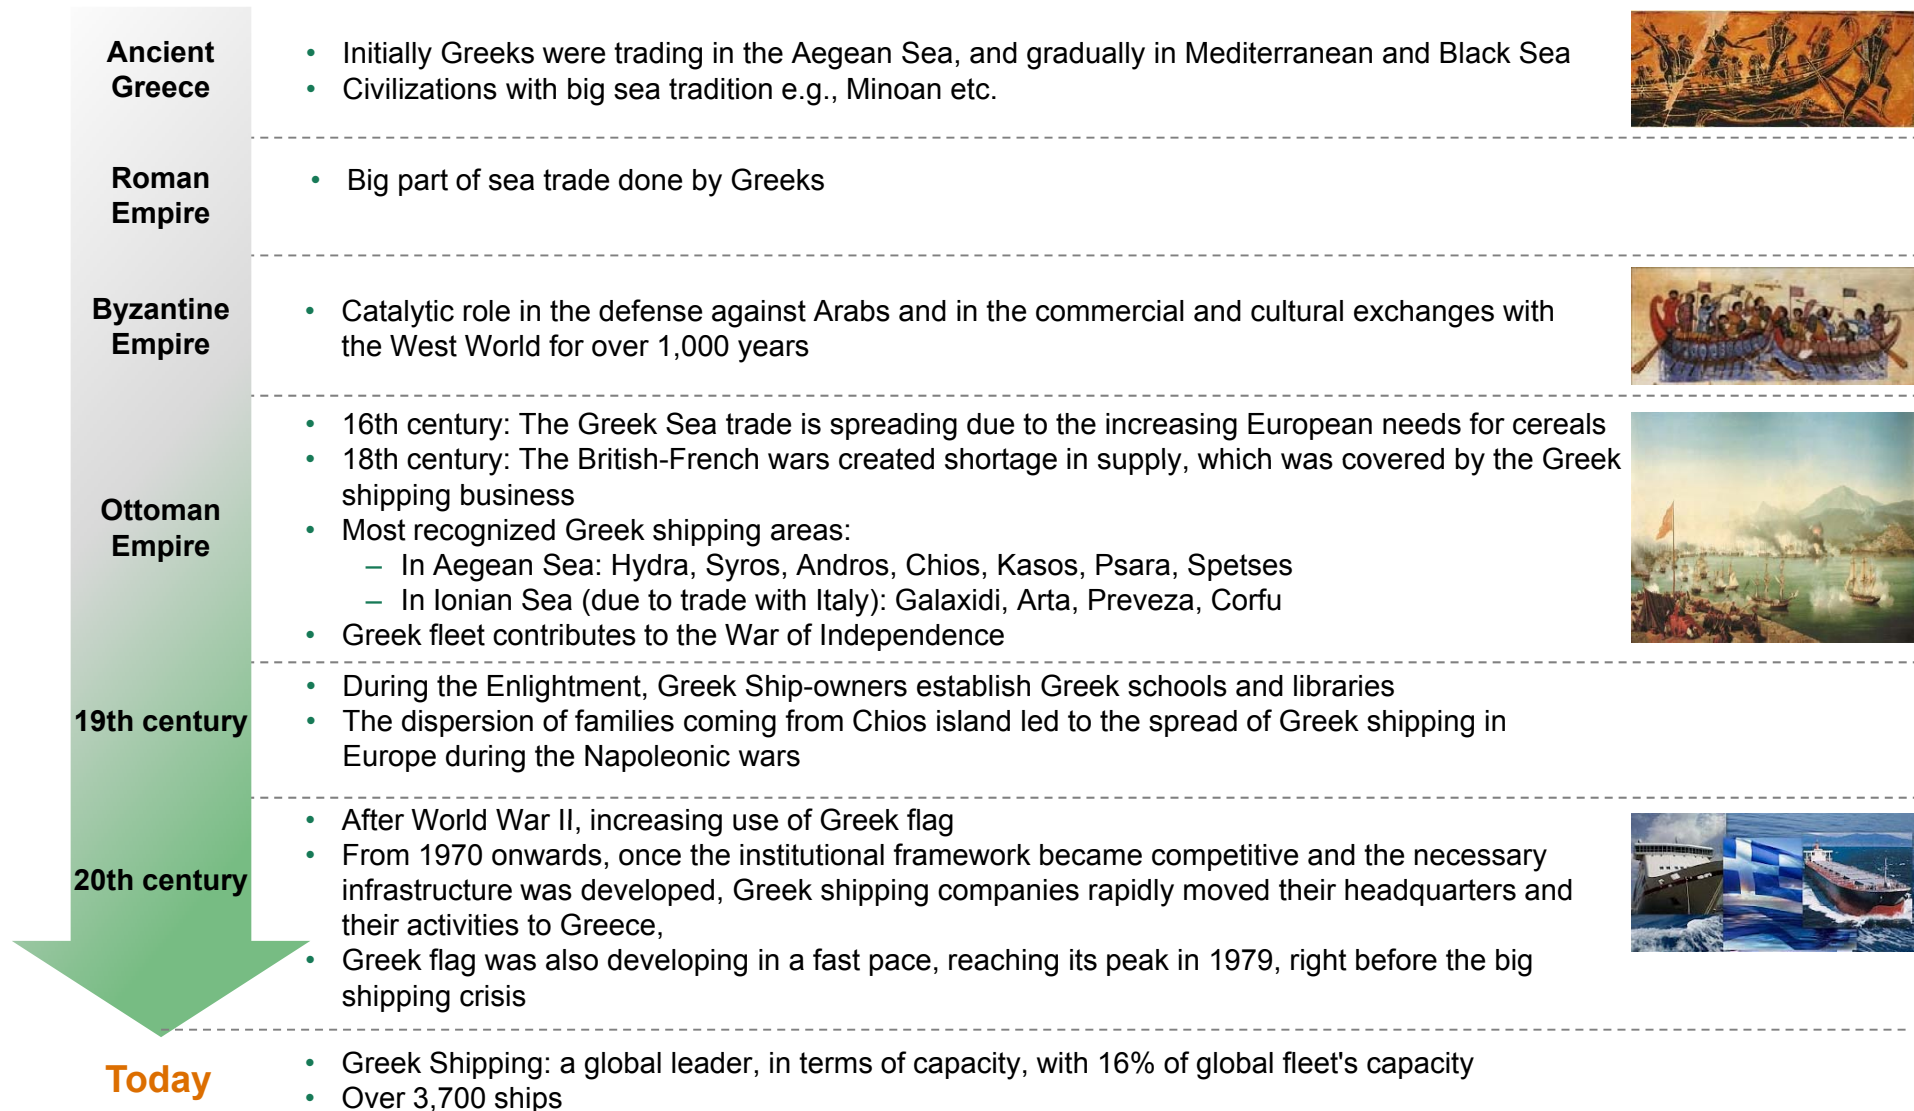 Ancient
Greece
• Initially Greeks were trading in the Aegean Sea, and gradually in Mediterranean and Black Sea
• Civilizations with big sea tradition e.g., Minoan etc.
Roman
Empire
• Big part of sea trade done by Greeks
Byzantine
Empire
• Catalytic role in the defense against Arabs and in the commercial and cultural exchanges with
the West World for over 1,000 years
Ottoman
Empire
• 16th century: The Greek Sea trade is spreading due to the increasing European needs for cereals
• 18th century: The British-French wars created shortage in supply, which was covered by the Greek
shipping business
• Most recognized Greek shipping areas:
– In Aegean Sea: Hydra, Syros, Andros, Chios, Kasos, Psara, Spetses
– In Ionian Sea (due to trade with Italy): Galaxidi, Arta, Preveza, Corfu
• Greek fleet contributes to the War of Independence
19th century
• During the Enlightment, Greek Ship-owners establish Greek schools and libraries
• The dispersion of families coming from Chios island led to the spread of Greek shipping in
Europe during the Napoleonic wars
20th century
• After World War II, increasing use of Greek flag
• From 1970 onwards, once the institutional framework became competitive and the necessary
infrastructure was developed, Greek shipping companies rapidly moved their headquarters and
their activities to Greece,
• Greek flag was also developing in a fast pace, reaching its peak in 1979, right before the big
shipping crisis
Today
• Greek Shipping: a global leader, in terms of capacity, with 16% of global fleet's capacity
• Over 3,700 ships